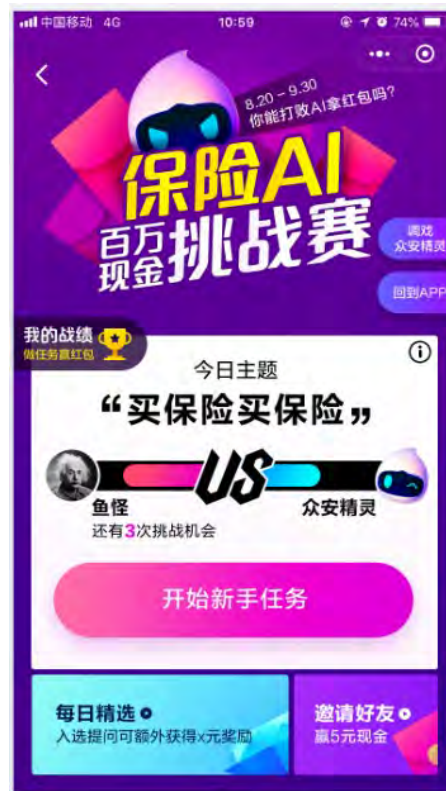 中国移动 4G 10:59 74%
8.20 – 9.30
你能打败AI拿红包吗？
保险AI
百万
现金
挑战赛
调戏
众安精灵
回到APP
我的战绩
做任务赢红包
今日主题
“买保险买保险”
US
鱼怪
众安精灵
还有3次挑战机会
开始新手任务
每日精选
入选提问可额外获得x元奖励
邀请好友
赢5元现金